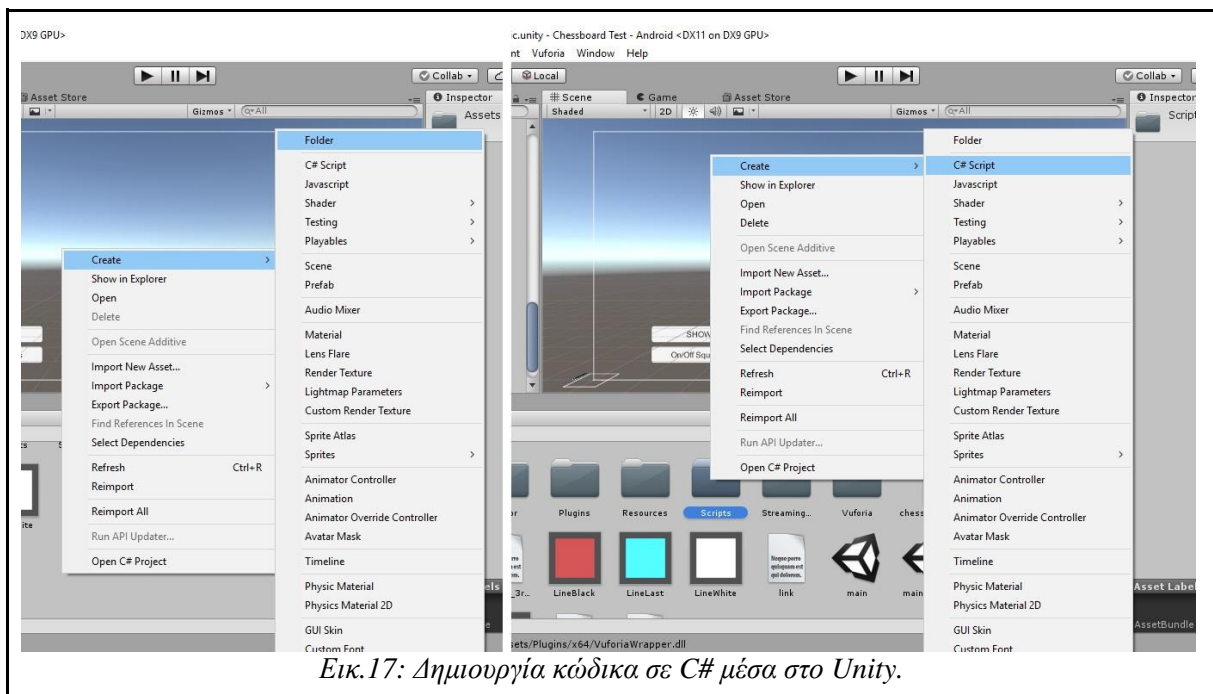 DX9 GPU>
Collab
Asset Store
Inspector
Gizmos
All
Assets
Folder
C# Script
Javascript
Shader
Testing
Playables
Scene
Prefab
Audio Mixer
Material
Lens Flare
Render Texture
Lightmap Parameters
Custom Render Texture
Sprite Atlas
Sprites
Animator Controller
Animation
Animator Override Controller
Avatar Mask
Timeline
Physic Material
Physics Material 2D
GUI Skin
Custom Font
Create
Show in Explorer
Open
Delete
Open Scene Additive
Import New Asset...
Import Package
Export Package...
Find References In Scene
Select Dependencies
Refresh Ctrl+R
Reimport
Reimport All
Run API Updater...
Open C# Project
c.unity - Chessboard Test - Android <DX11 on DX9 GPU>
nt Vuforia Window Help
Local
Collab
Scene Game Asset Store
Inspector
Shaded 2D Gizmos All
Script
Create
Show in Explorer
Open
Delete
Open Scene Additive
Import New Asset...
Import Package
Export Package...
Find References In Scene
Select Dependencies
Refresh Ctrl+R
Reimport
Reimport All
Run API Updater...
Open C# Project
Folder
C# Script
Javascript
Shader
Testing
Playables
Scene
Prefab
Audio Mixer
Material
Lens Flare
Render Texture
Lightmap Parameters
Custom Render Texture
Sprite Atlas
Sprites
Animator Controller
Animation
Animator Override Controller
Avatar Mask
Timeline
Physic Material
Physics Material 2D
GUI Skin
Custom Font
SHOW
On/Off Squ
Plugins Resources Scripts Streaming... Vuforia chess
_3r... LineBlack LineLast LineWhite link main main
Asset Label
AssetBundle
sets/Plugins/x64/VuforiaWrapper.dll
Εικ.17: Δημιουργία κώδικα σε C# μέσα στο Unity.